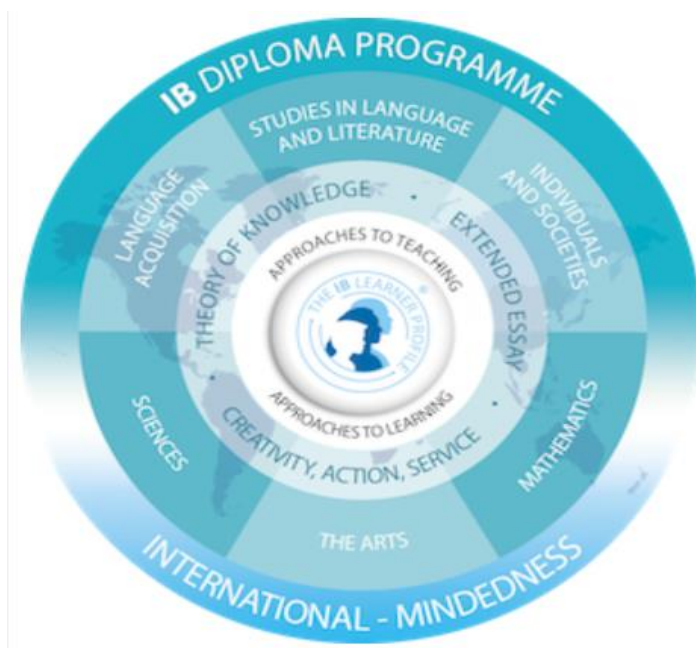 IB DIPLOMA PROGRAMME
STUDIES IN LANGUAGE
AND LITERATURE
LANGUAGE
ACQUISITION
INDIVIDUALS
AND SOCIETIES
THEORY OF KNOWLEDGE
EXTENDED ESSAY
APPROACHES TO TEACHING
THE IB LEARNER PROFILE
®
APPROACHES TO LEARNING
CREATIVITY, ACTION, SERVICE
SCIENCES
MATHEMATICS
THE ARTS
INTERNATIONAL - MINDEDNESS